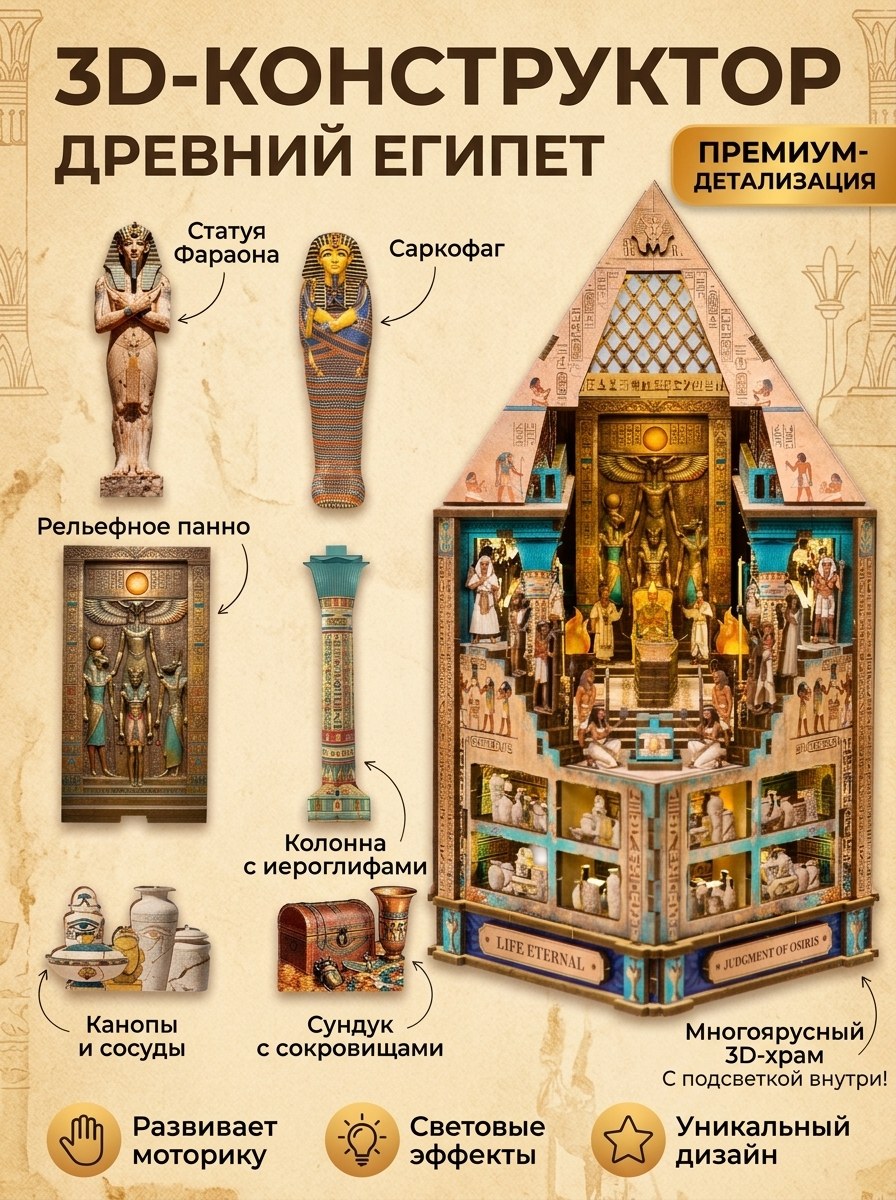 3D-КОНСТРУКТОР
ДРЕВНИЙ ЕГИПЕТ
ПРЕМИУМ-
ДЕТАЛИЗАЦИЯ
Статуя
Фараона
Саркофаг
Рельефное панно
Колонна
с иероглифами
Канопы
и сосуды
Сундук
с сокровищами
LIFE ETERNAL
JUDGMENT OF OSIRIS
Многоярусный
3D-храм
С подсветкой внутри!
Развивает
моторику
Световые
эффекты
Уникальный
дизайн